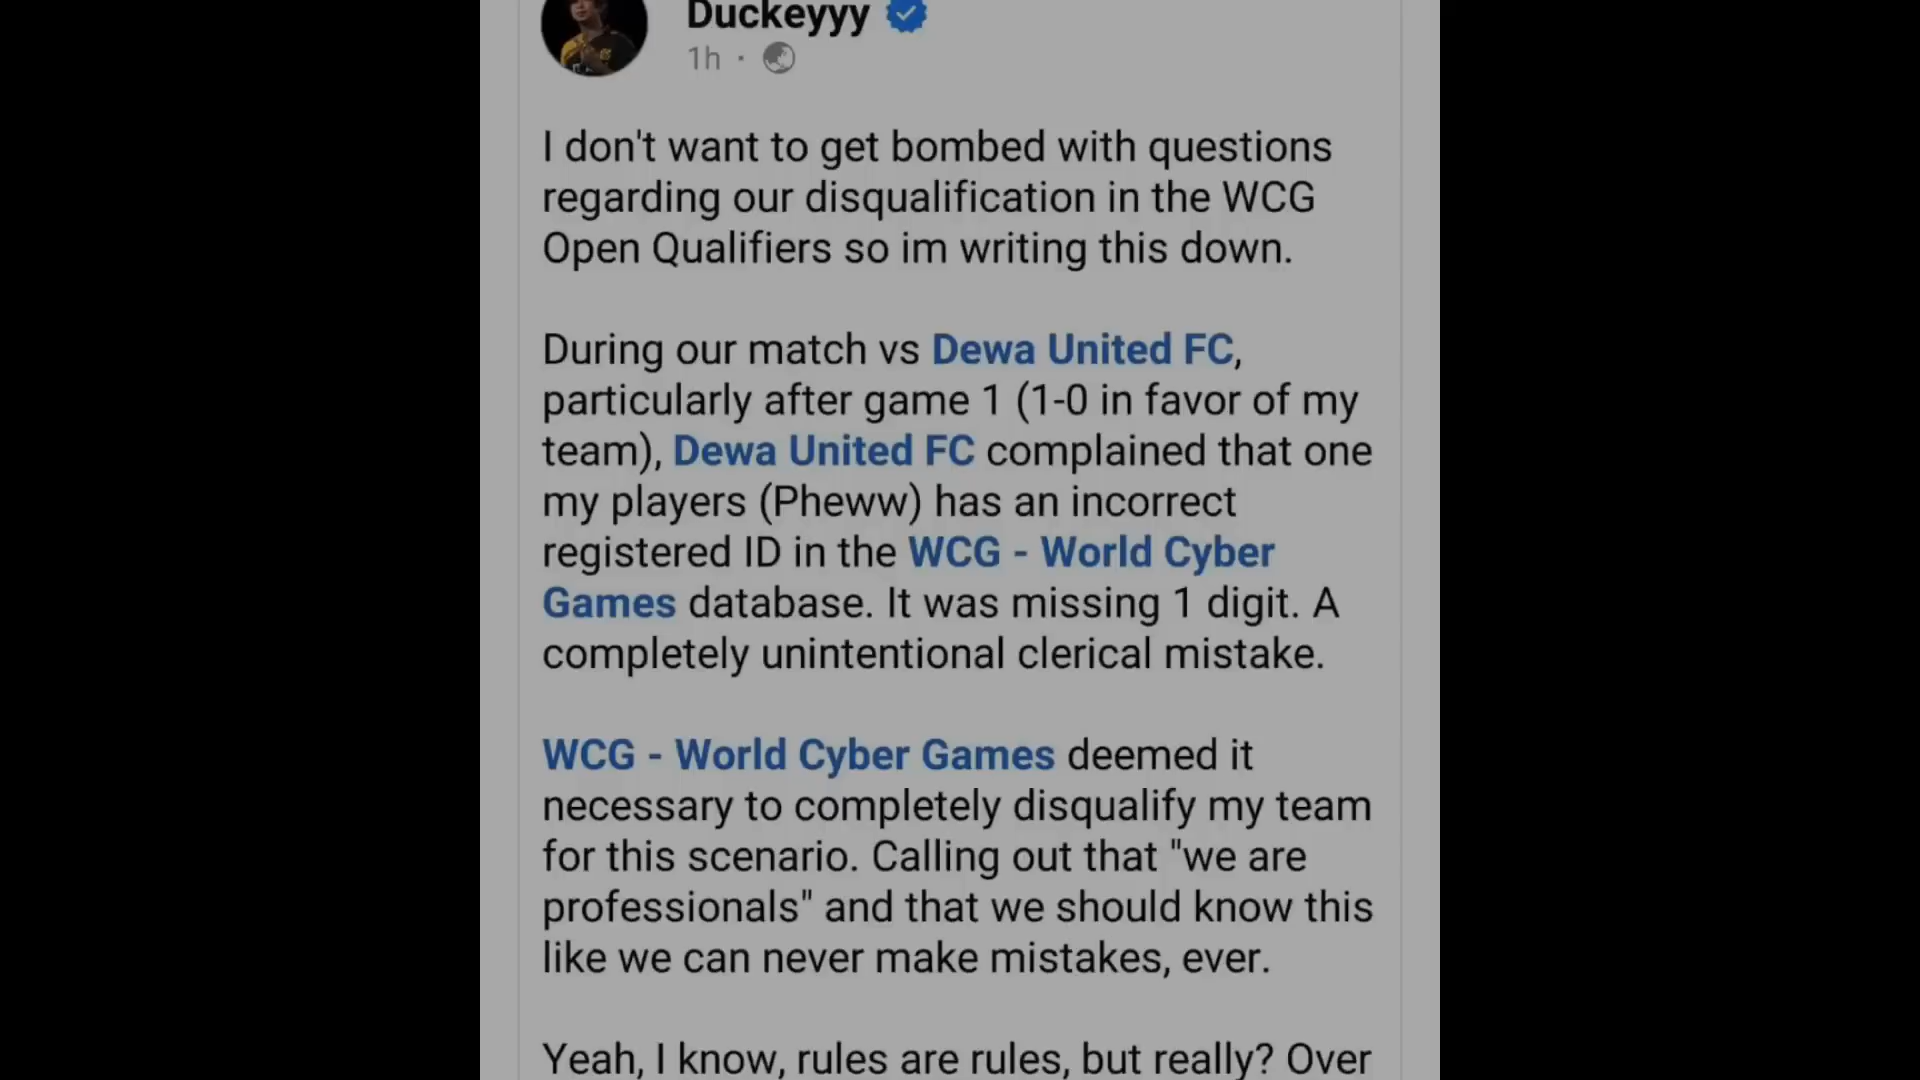 Duckeyyy
1h ·
I don't want to get bombed with questions
regarding our disqualification in the WCG
Open Qualifiers so im writing this down.
During our match vs Dewa United FC,
particularly after game 1 (1-0 in favor of my
team), Dewa United FC complained that one
my players (Pheww) has an incorrect
registered ID in the WCG - World Cyber
Games database. It was missing 1 digit. A
completely unintentional clerical mistake.
WCG - World Cyber Games deemed it
necessary to completely disqualify my team
for this scenario. Calling out that "we are
professionals" and that we should know this
like we can never make mistakes, ever.
Yeah, I know, rules are rules, but really? Over